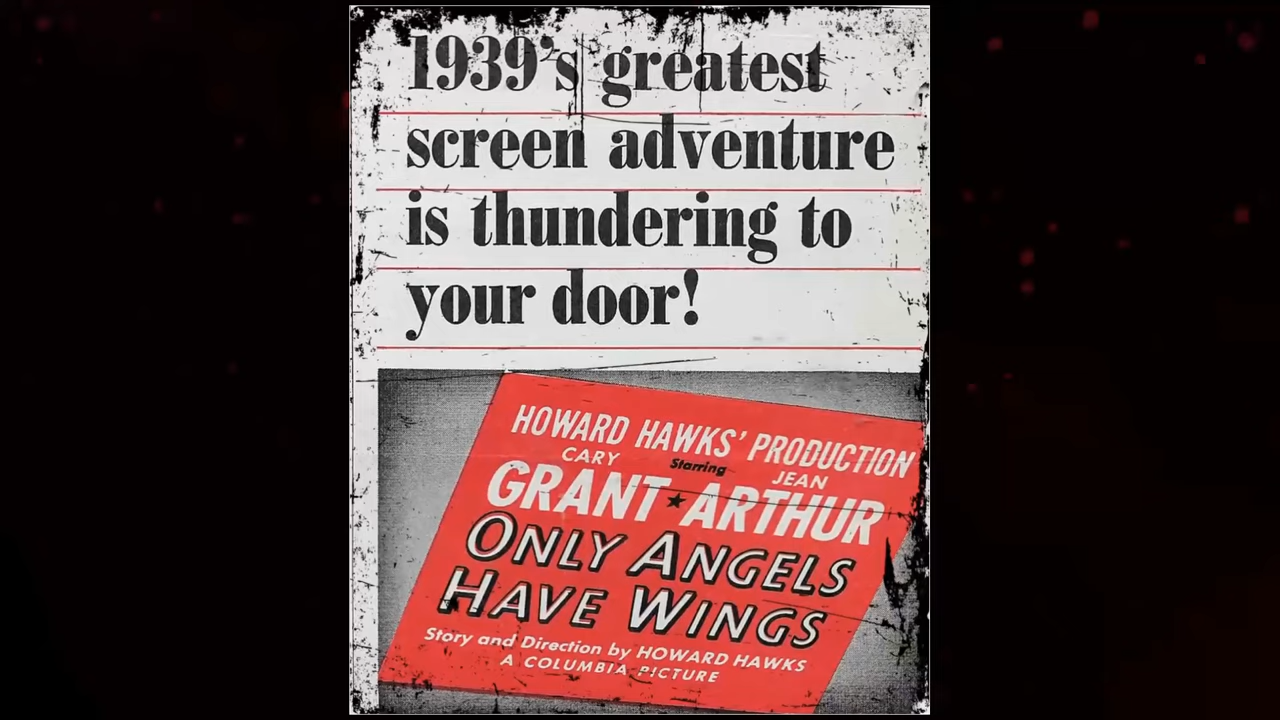 1939's greatest
screen adventure
is thundering to
your door!
HOWARD HAWKS' PRODUCTION
CARY Starring JEAN
GRANT ★ ARTHUR
ONLY ANGELS
HAVE WINGS
Story and Direction by HOWARD HAWKS
A COLUMBIA PICTURE